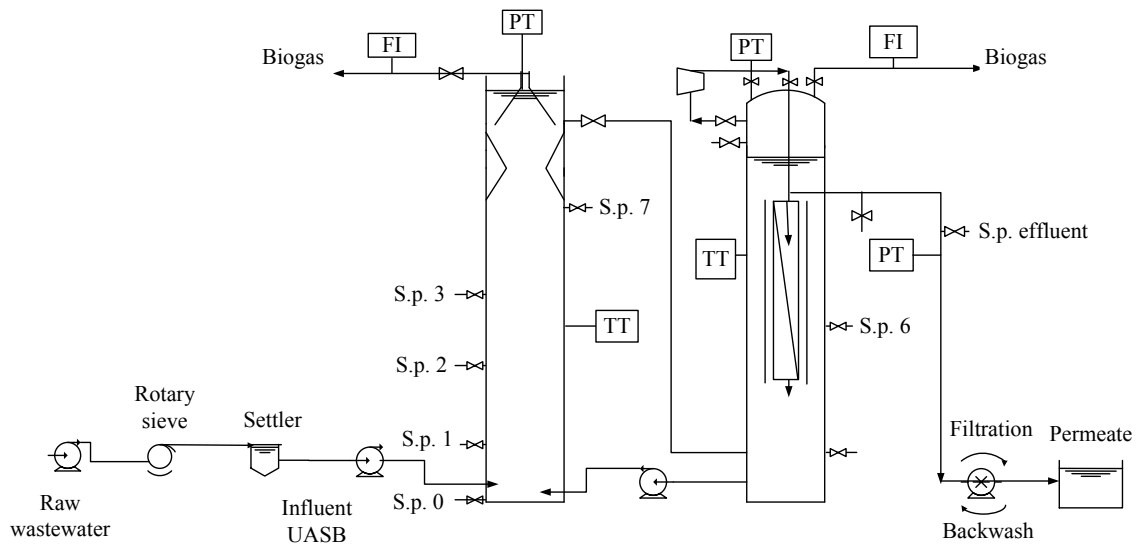 PT
FI
Biogas
PT
FI
Biogas
S.p. 7
S.p. effluent
TT
PT
S.p. 3
TT
S.p. 6
S.p. 2
Rotary
sieve
Settler
S.p. 1
Filtration
Permeate
S.p. 0
Raw
wastewater
Influent
UASB
Backwash